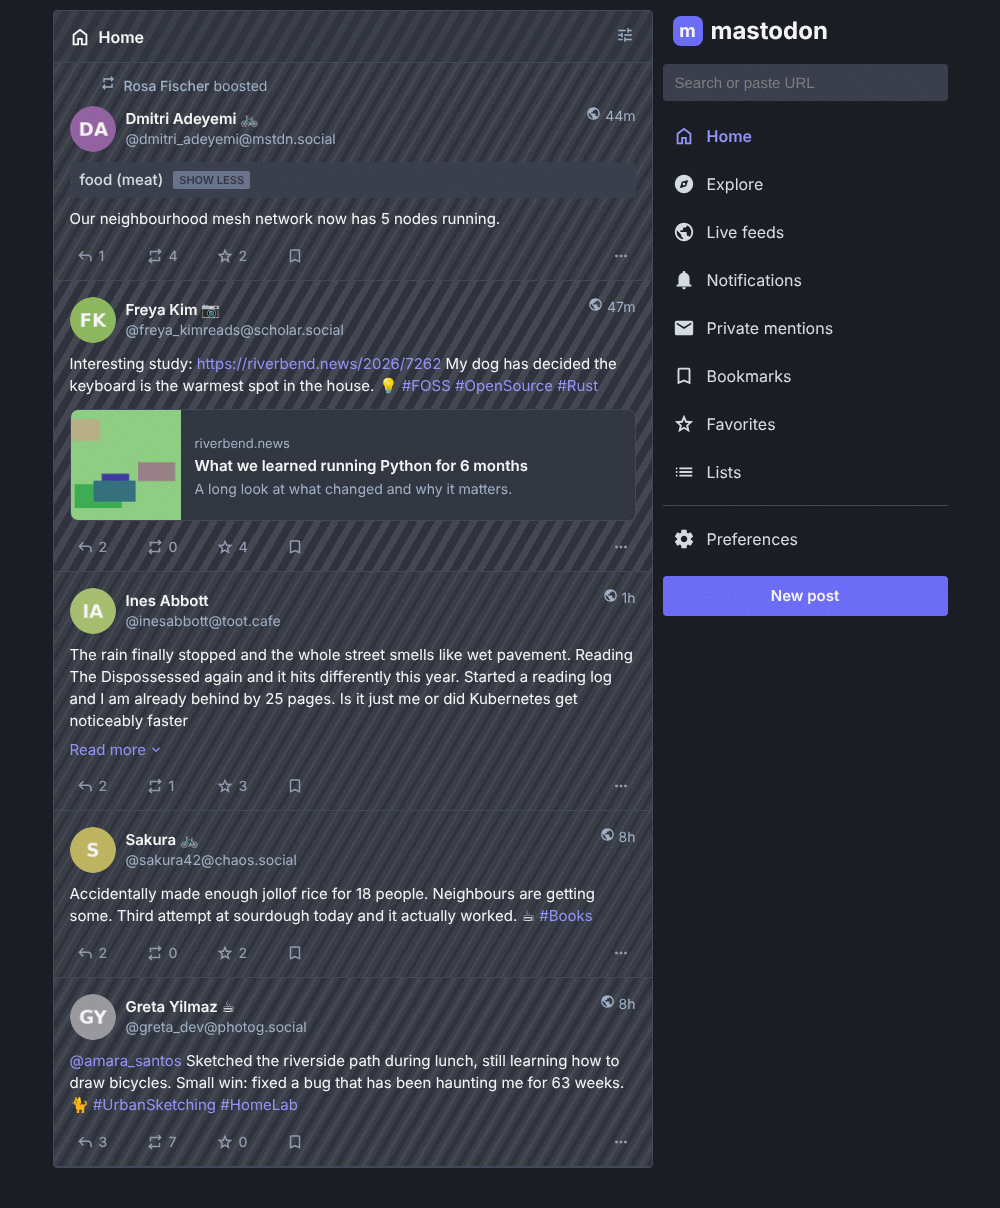 Home
Rosa Fischer boosted
DA
Dmitri Adeyemi 🚲
44m
@dmitri_adeyemi@mstdn.social
food (meat) SHOW LESS
Our neighbourhood mesh network now has 5 nodes running.
1 4 2
FK
Freya Kim 📷
47m
@freya_kimreads@scholar.social
Interesting study: https://riverbend.news/2026/7262 My dog has decided the
keyboard is the warmest spot in the house. 💡 #FOSS #OpenSource #Rust
riverbend.news
What we learned running Python for 6 months
A long look at what changed and why it matters.
2 0 4
IA
Ines Abbott
1h
@inesabbott@toot.cafe
The rain finally stopped and the whole street smells like wet pavement. Reading
The Dispossessed again and it hits differently this year. Started a reading log
and I am already behind by 25 pages. Is it just me or did Kubernetes get
noticeably faster
Read more
2 1 3
S
Sakura 🚲
8h
@sakura42@chaos.social
Accidentally made enough jollof rice for 18 people. Neighbours are getting
some. Third attempt at sourdough today and it actually worked. ☕ #Books
2 0 2
GY
Greta Yilmaz ☕
8h
@greta_dev@photog.social
@amara_santos Sketched the riverside path during lunch, still learning how to
draw bicycles. Small win: fixed a bug that has been haunting me for 63 weeks.
🐈 #UrbanSketching #HomeLab
3 7 0
m mastodon
Search or paste URL
Home
Explore
Live feeds
Notifications
Private mentions
Bookmarks
Favorites
Lists
Preferences
New post